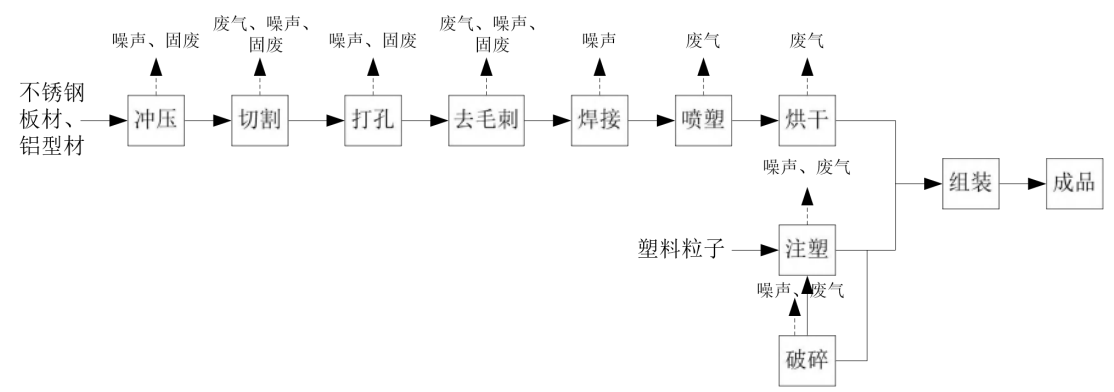 噪声、固废
废气、噪声、
固废
噪声、固废
废气、噪声、
固废
噪声
废气
废气
不锈钢
板材、
铝型材
冲压
切割
打孔
去毛刺
焊接
喷塑
烘干
噪声、废气
组装
成品
塑料粒子
注塑
噪声、废气
破碎